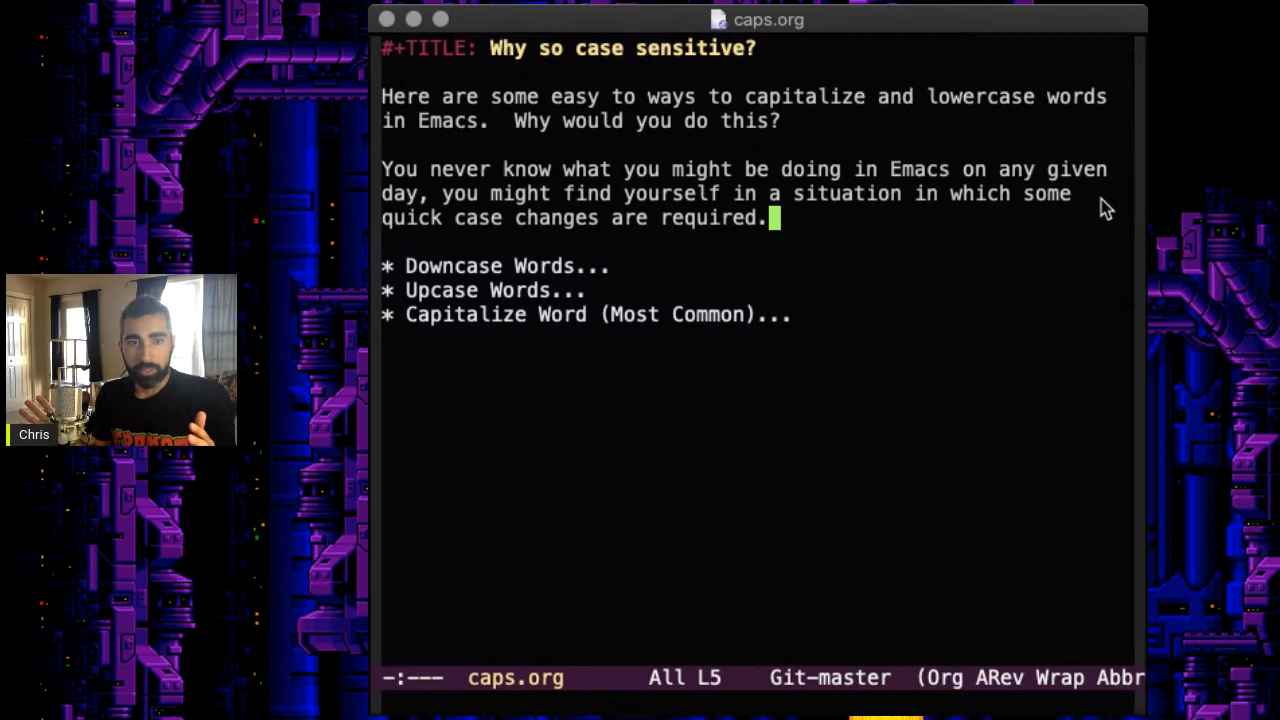 caps.org
#+TITLE: Why so case sensitive?
Here are some easy to ways to capitalize and lowercase words
in Emacs.  Why would you do this?
You never know what you might be doing in Emacs on any given
day, you might find yourself in a situation in which some
quick case changes are required.
* Downcase Words...
* Upcase Words...
* Capitalize Word (Most Common)...
Chris
-:--- caps.org All L5 Git-master (Org ARev Wrap Abbr